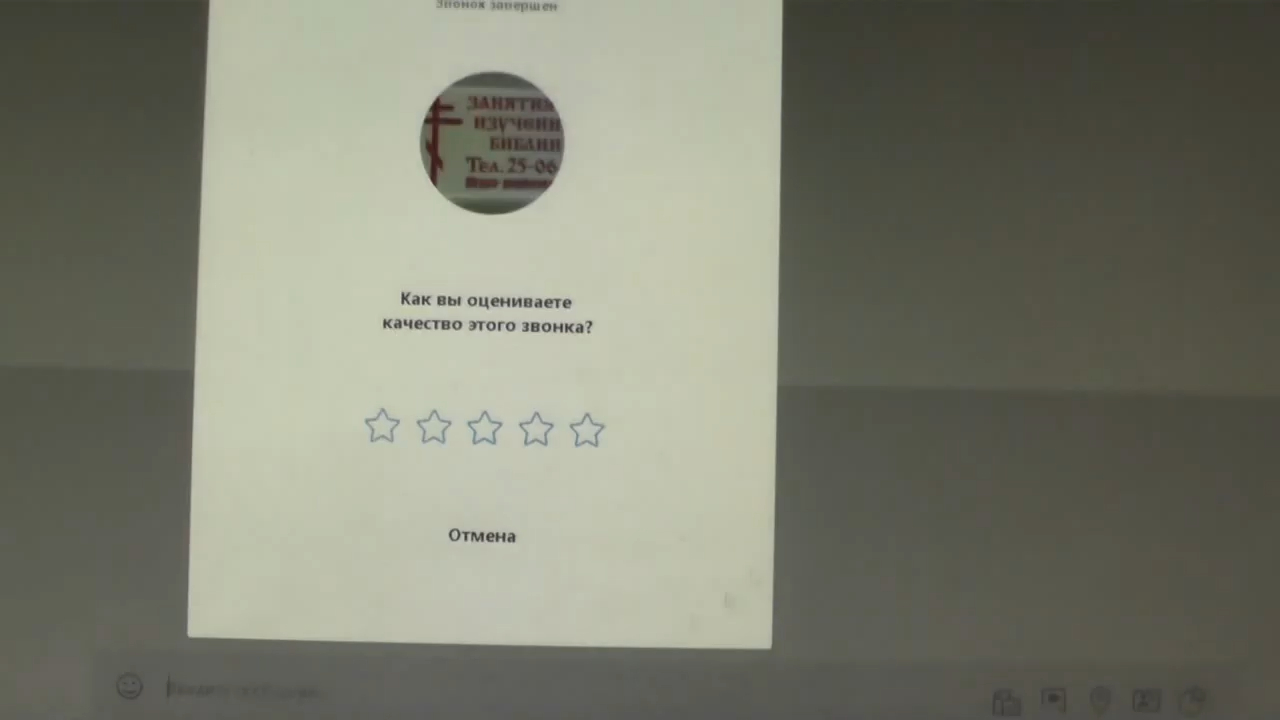 Звонок завершен
ЗАНЯТИЯ
ИЗУЧЕНИ
БИБЛИИ
Тел. 25-06
Как вы оцениваете
качество этого звонка?
Отмена